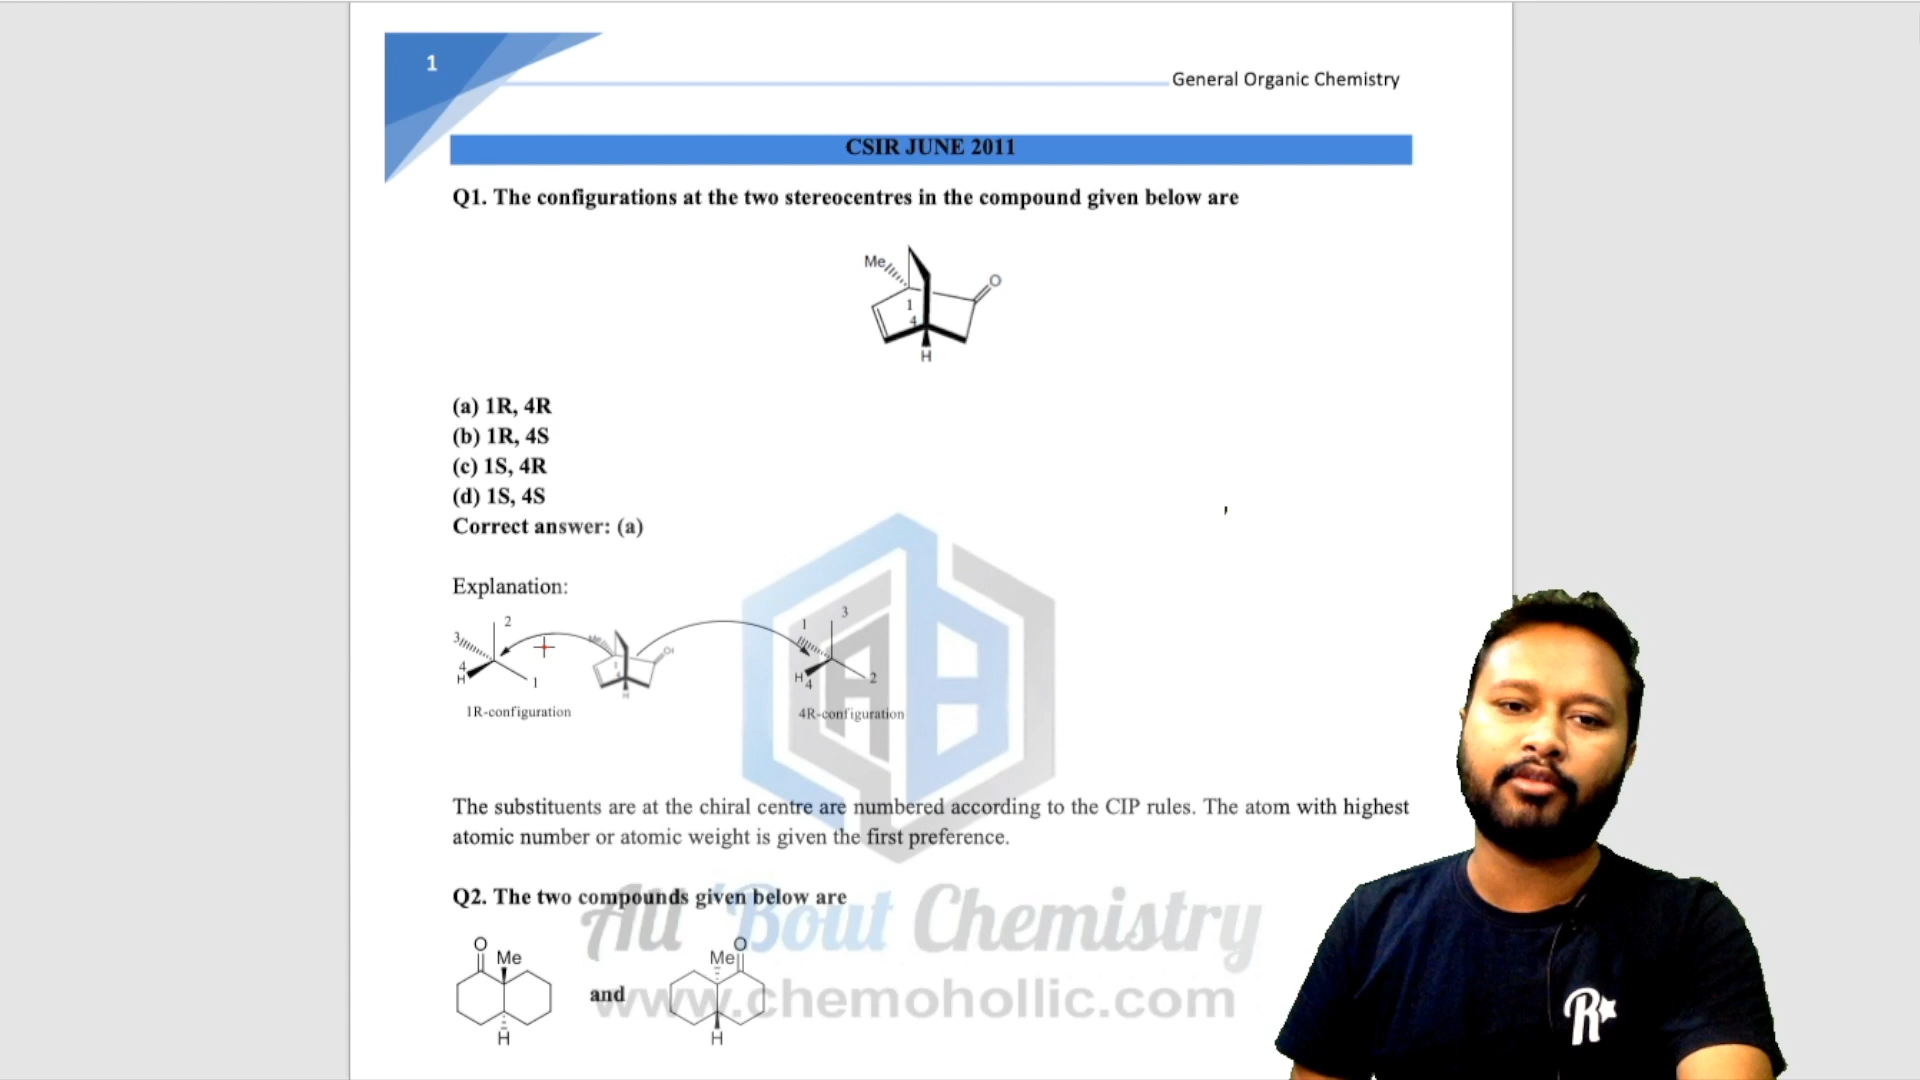 1
General Organic Chemistry
CSIR JUNE 2011
Q1. The configurations at the two stereocentres in the compound given below are
Me
O
1
4
H
(a) 1R, 4R
(b) 1R, 4S
(c) 1S, 4R
(d) 1S, 4S
Correct answer: (a)
Explanation:
2
3
4
H
1
1R-configuration
3
1
H
4
2
4R-configuration
The substituents are at the chiral centre are numbered according to the CIP rules. The atom with highest
atomic number or atomic weight is given the first preference.
Q2. The two compounds given below are
All 'Bout Chemistry
O
Me
H
and
Me
O
H
www.chemohollic.com
R